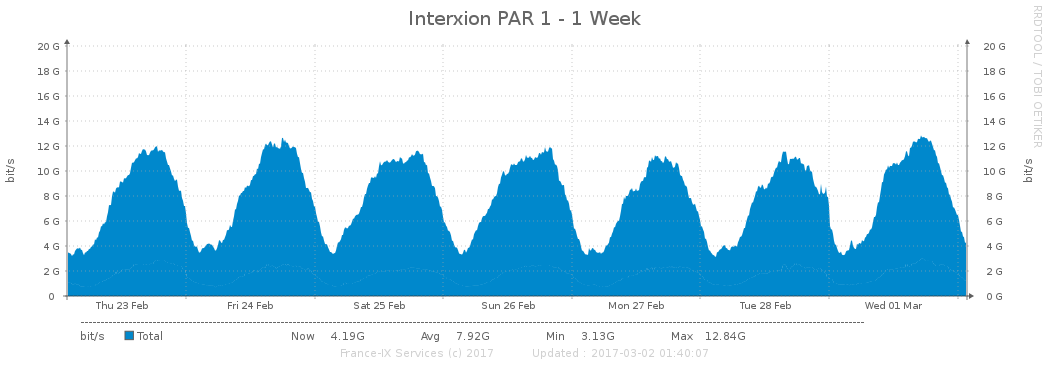 Interxion PAR 1 - 1 Week
RRDTOOL / TOBI OETIKER
bit/s
20 G
18 G
16 G
14 G
12 G
10 G
8 G
6 G
4 G
2 G
0
20 G
18 G
16 G
14 G
12 G
10 G
8 G
6 G
4 G
2 G
0 G
bit/s
Thu 23 Feb Fri 24 Feb Sat 25 Feb Sun 26 Feb Mon 27 Feb Tue 28 Feb Wed 01 Mar
bit/s Total Now 4.19G Avg 7.92G Min 3.13G Max 12.84G
France-IX Services (c) 2017 Updated : 2017-03-02 01:40:07